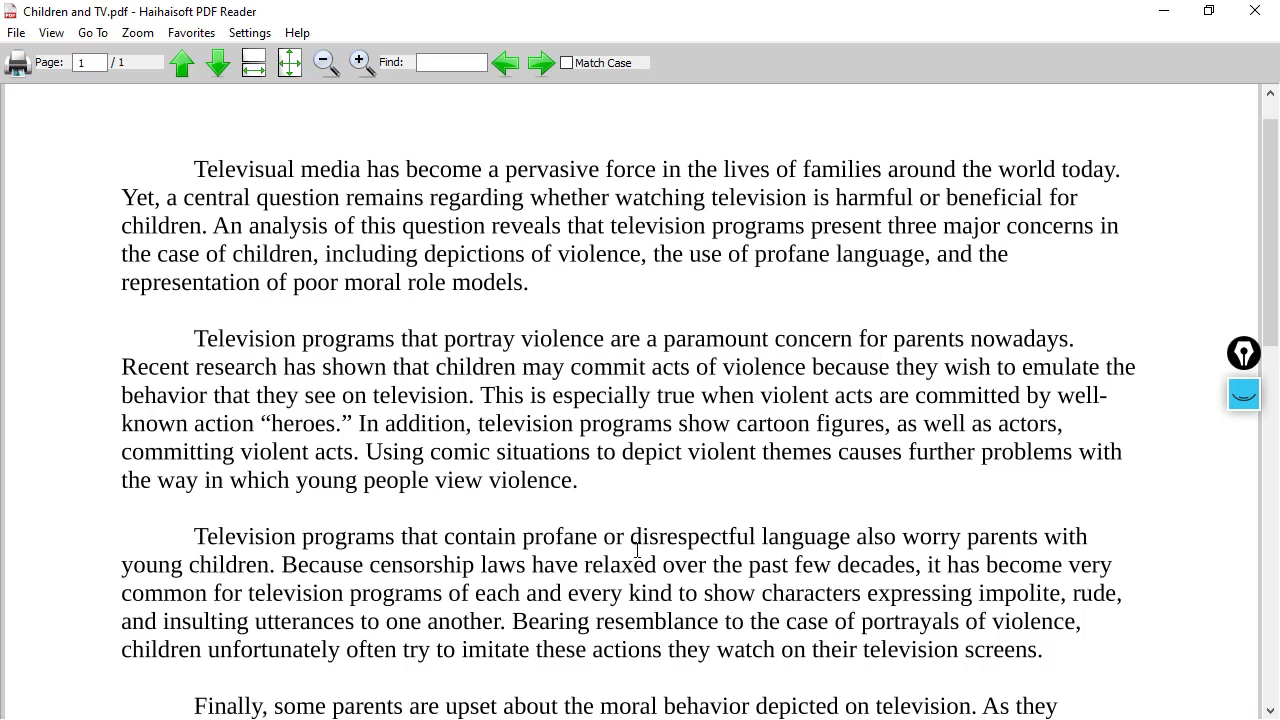 Children and TV.pdf - Haihaisoft PDF Reader
File View Go To Zoom Favorites Settings Help
Page: 1 / 1 Find: Match Case
Televisual media has become a pervasive force in the lives of families around the world today.
Yet, a central question remains regarding whether watching television is harmful or beneficial for
children. An analysis of this question reveals that television programs present three major concerns in
the case of children, including depictions of violence, the use of profane language, and the
representation of poor moral role models.
Television programs that portray violence are a paramount concern for parents nowadays.
Recent research has shown that children may commit acts of violence because they wish to emulate the
behavior that they see on television. This is especially true when violent acts are committed by well-
known action “heroes.” In addition, television programs show cartoon figures, as well as actors,
committing violent acts. Using comic situations to depict violent themes causes further problems with
the way in which young people view violence.
Television programs that contain profane or disrespectful language also worry parents with
young children. Because censorship laws have relaxed over the past few decades, it has become very
common for television programs of each and every kind to show characters expressing impolite, rude,
and insulting utterances to one another. Bearing resemblance to the case of portrayals of violence,
children unfortunately often try to imitate these actions they watch on their television screens.
Finally, some parents are upset about the moral behavior depicted on television. As they